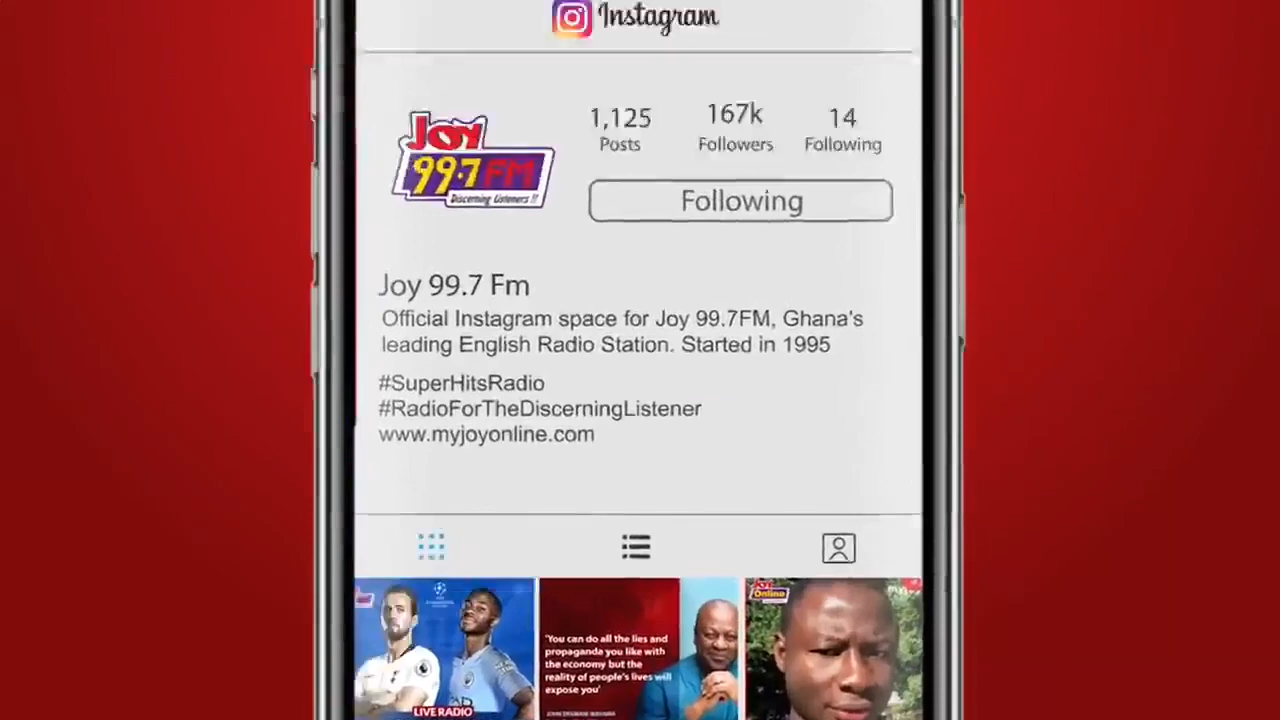 Instagram
JOY
99.7 FM
Discerning Listeners !!
1,125
Posts
167k
Followers
14
Following
Following
Joy 99.7 Fm
Official Instagram space for Joy 99.7FM, Ghana's
leading English Radio Station. Started in 1995
#SuperHitsRadio
#RadioForTheDiscerningListener
www.myjoyonline.com
LIVE RADIO
'You can do all the lies and
propaganda you like with
the economy but the
reality of people's lives will
expose you'
Joy
Online